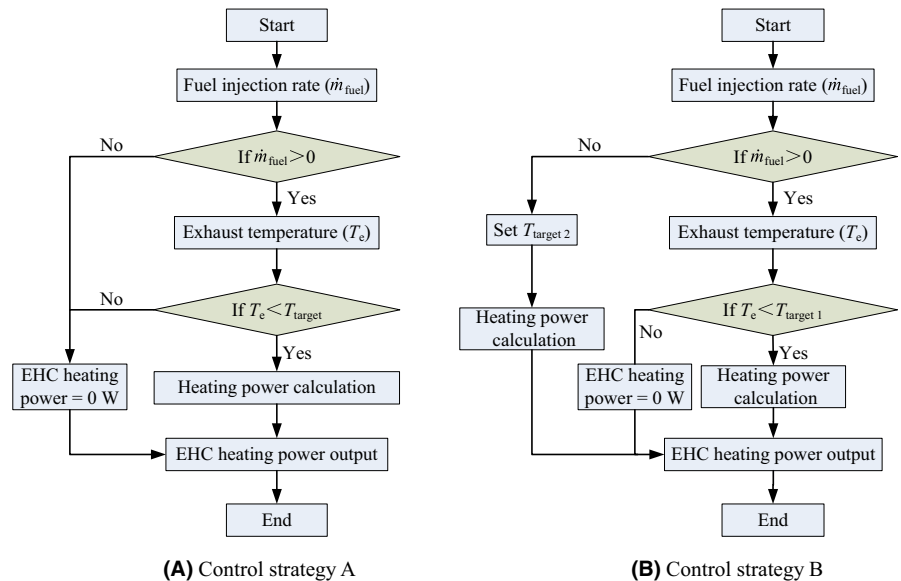 Start
Fuel injection rate (ṁfuel)
If ṁfuel>0
No
Yes
Exhaust temperature (Te)
If Te<Ttarget
No
Yes
EHC heating
power = 0 W
Heating power calculation
EHC heating power output
End
(A) Control strategy A
Start
Fuel injection rate (ṁfuel)
If ṁfuel>0
No
Yes
Set Ttarget 2
Exhaust temperature (Te)
If Te<Ttarget 1
Heating power
calculation
No
Yes
EHC heating
power = 0 W
Heating power
calculation
EHC heating power output
End
(B) Control strategy B